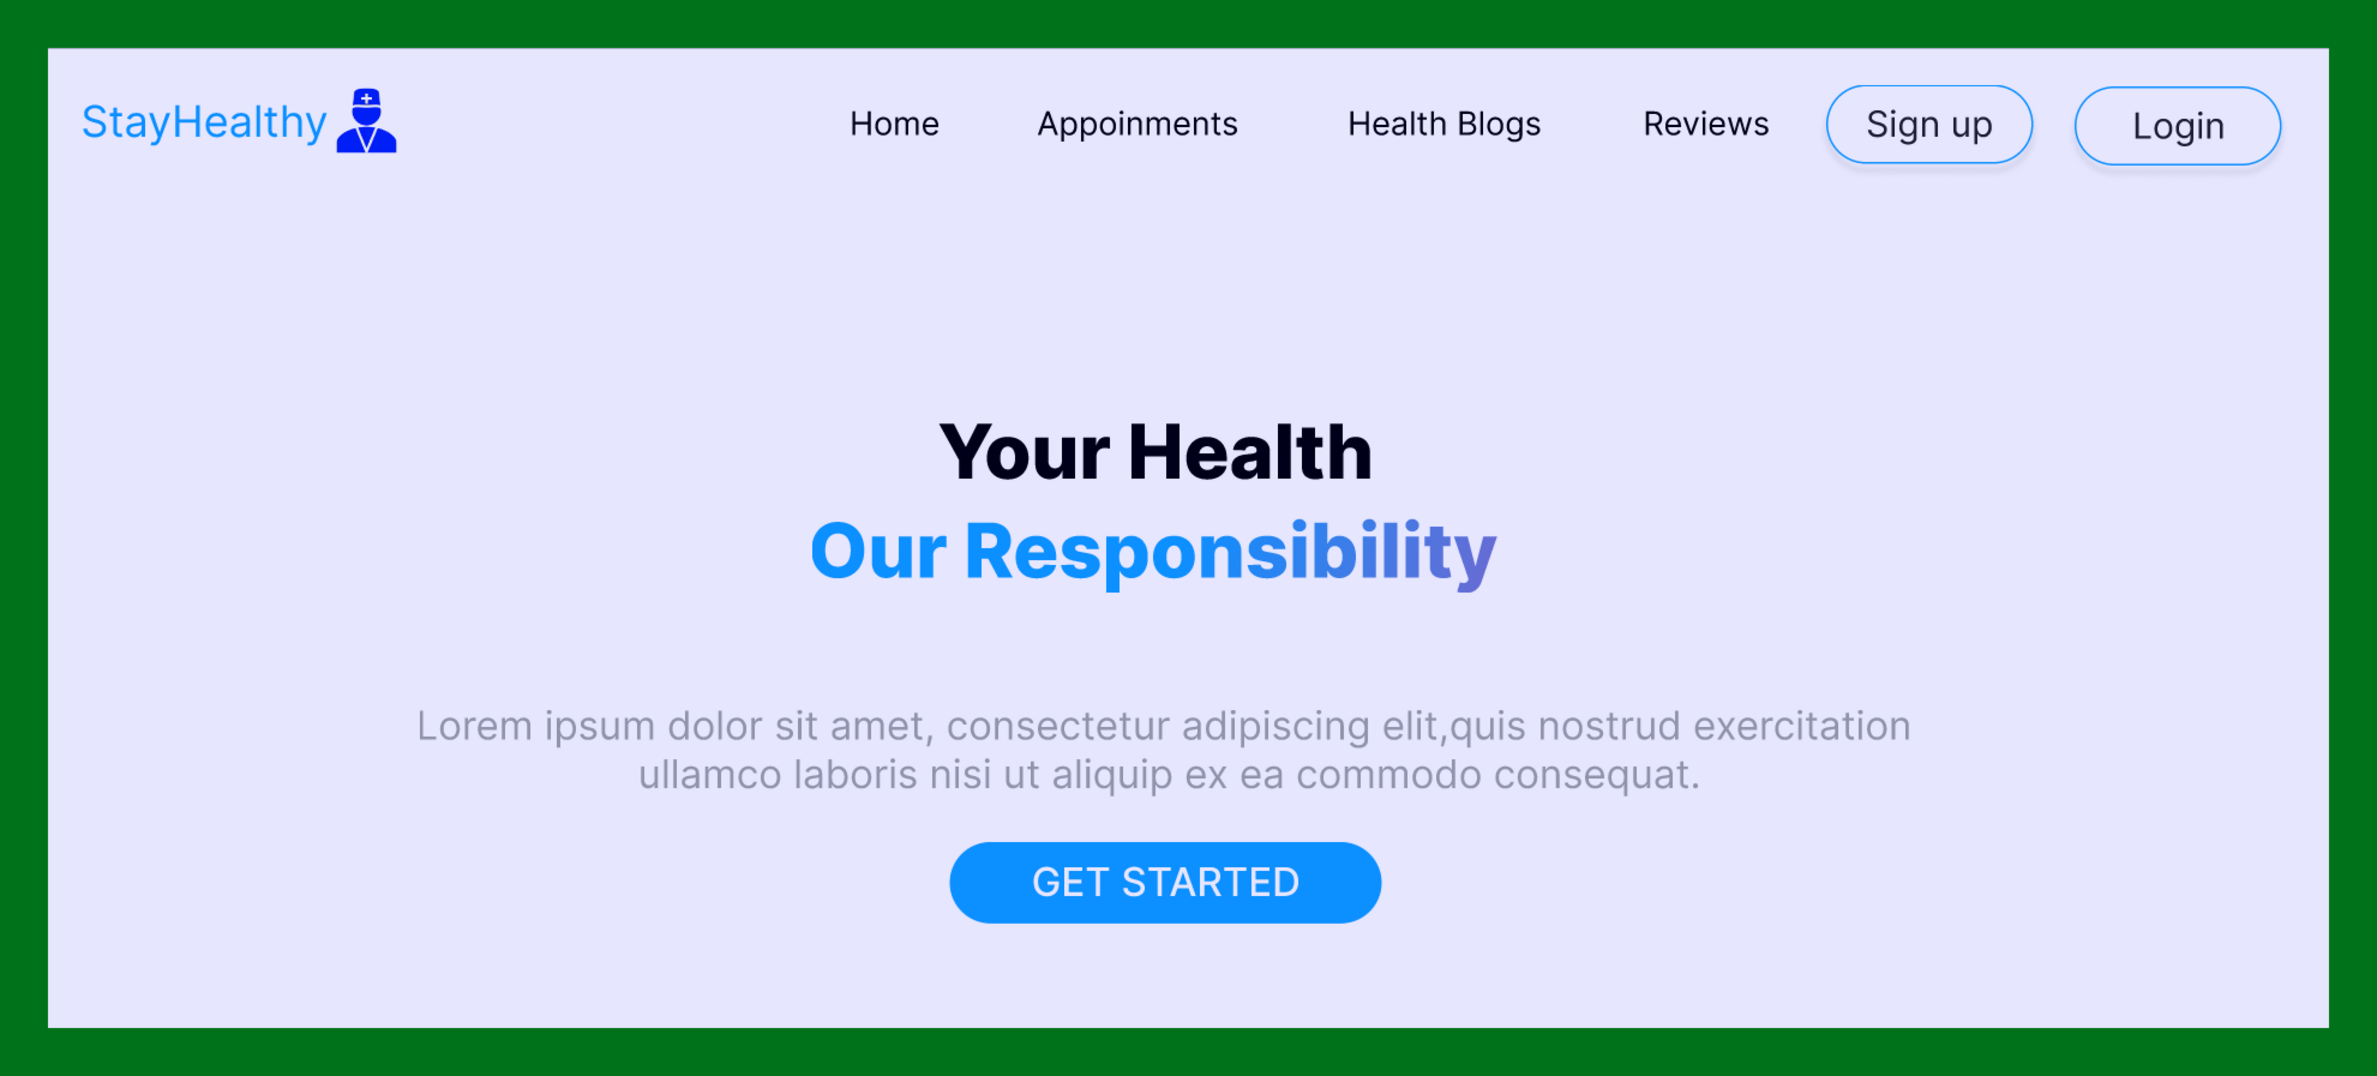 StayHealthy
Home Appoinments Health Blogs Reviews Sign up Login
Your Health
Our Responsibility
Lorem ipsum dolor sit amet, consectetur adipiscing elit,quis nostrud exercitation
ullamco laboris nisi ut aliquip ex ea commodo consequat.
GET STARTED